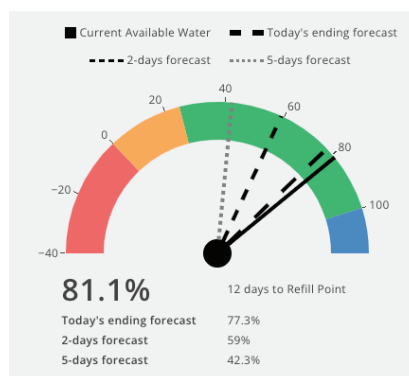 Current Available Water
Today's ending forecast
2-days forecast
5-days forecast
−40
−20
0
20
40
60
80
100
81.1%
12 days to Refill Point
Today's ending forecast 77.3%
2-days forecast 59%
5-days forecast 42.3%